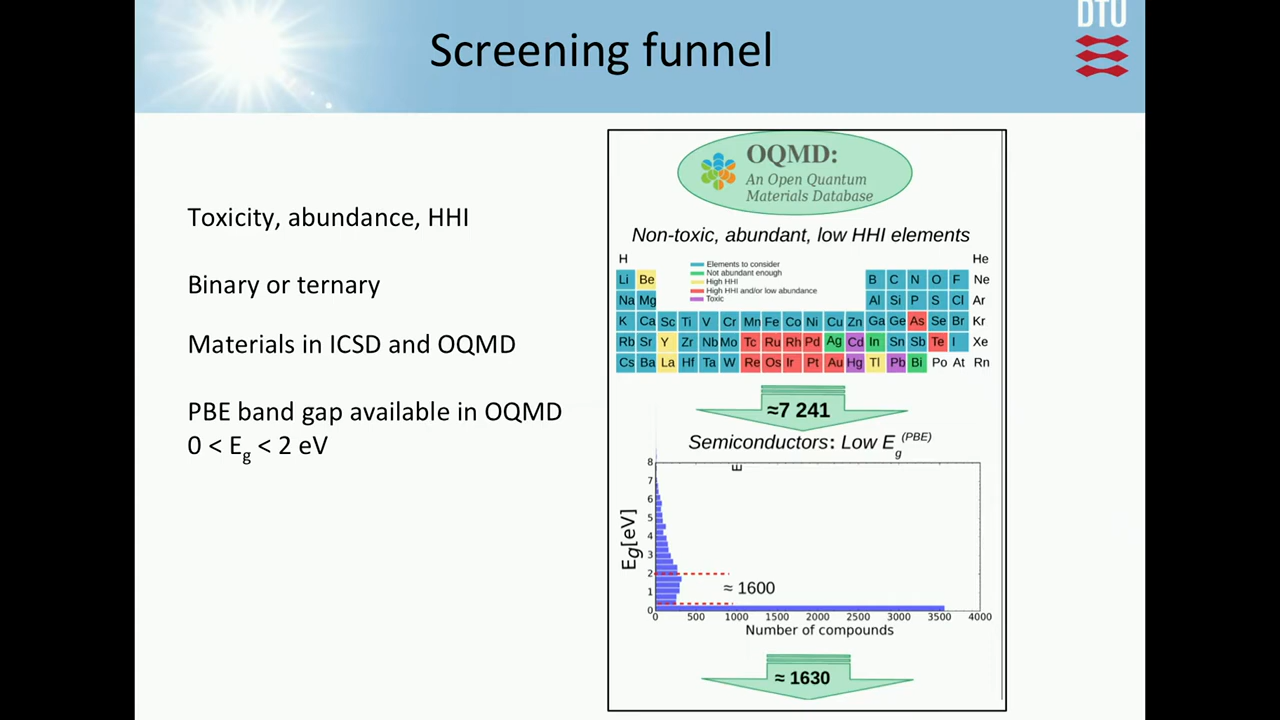 Screening funnel
DTU
Toxicity, abundance, HHI
Binary or ternary
Materials in ICSD and OQMD
PBE band gap available in OQMD
0 < Eg < 2 eV
OQMD:
An Open Quantum
Materials Database
Non-toxic, abundant, low HHI elements
H He
Elements to consider
Not abundant enough
High HHI
High HHI and/or low abundance
Toxic
Li Be B C N O F Ne
Na Mg Al Si P S Cl Ar
K Ca Sc Ti V Cr Mn Fe Co Ni Cu Zn Ga Ge As Se Br Kr
Rb Sr Y Zr Nb Mo Tc Ru Rh Pd Ag Cd In Sn Sb Te I Xe
Cs Ba La Hf Ta W Re Os Ir Pt Au Hg Tl Pb Bi Po At Rn
≈7 241
Semiconductors: Low E g (PBE)
E
8
7
6
5
4
3
2
1
0
Eg[eV]
≈ 1600
0 500 1000 1500 2000 2500 3000 3500 4000
Number of compounds
≈ 1630